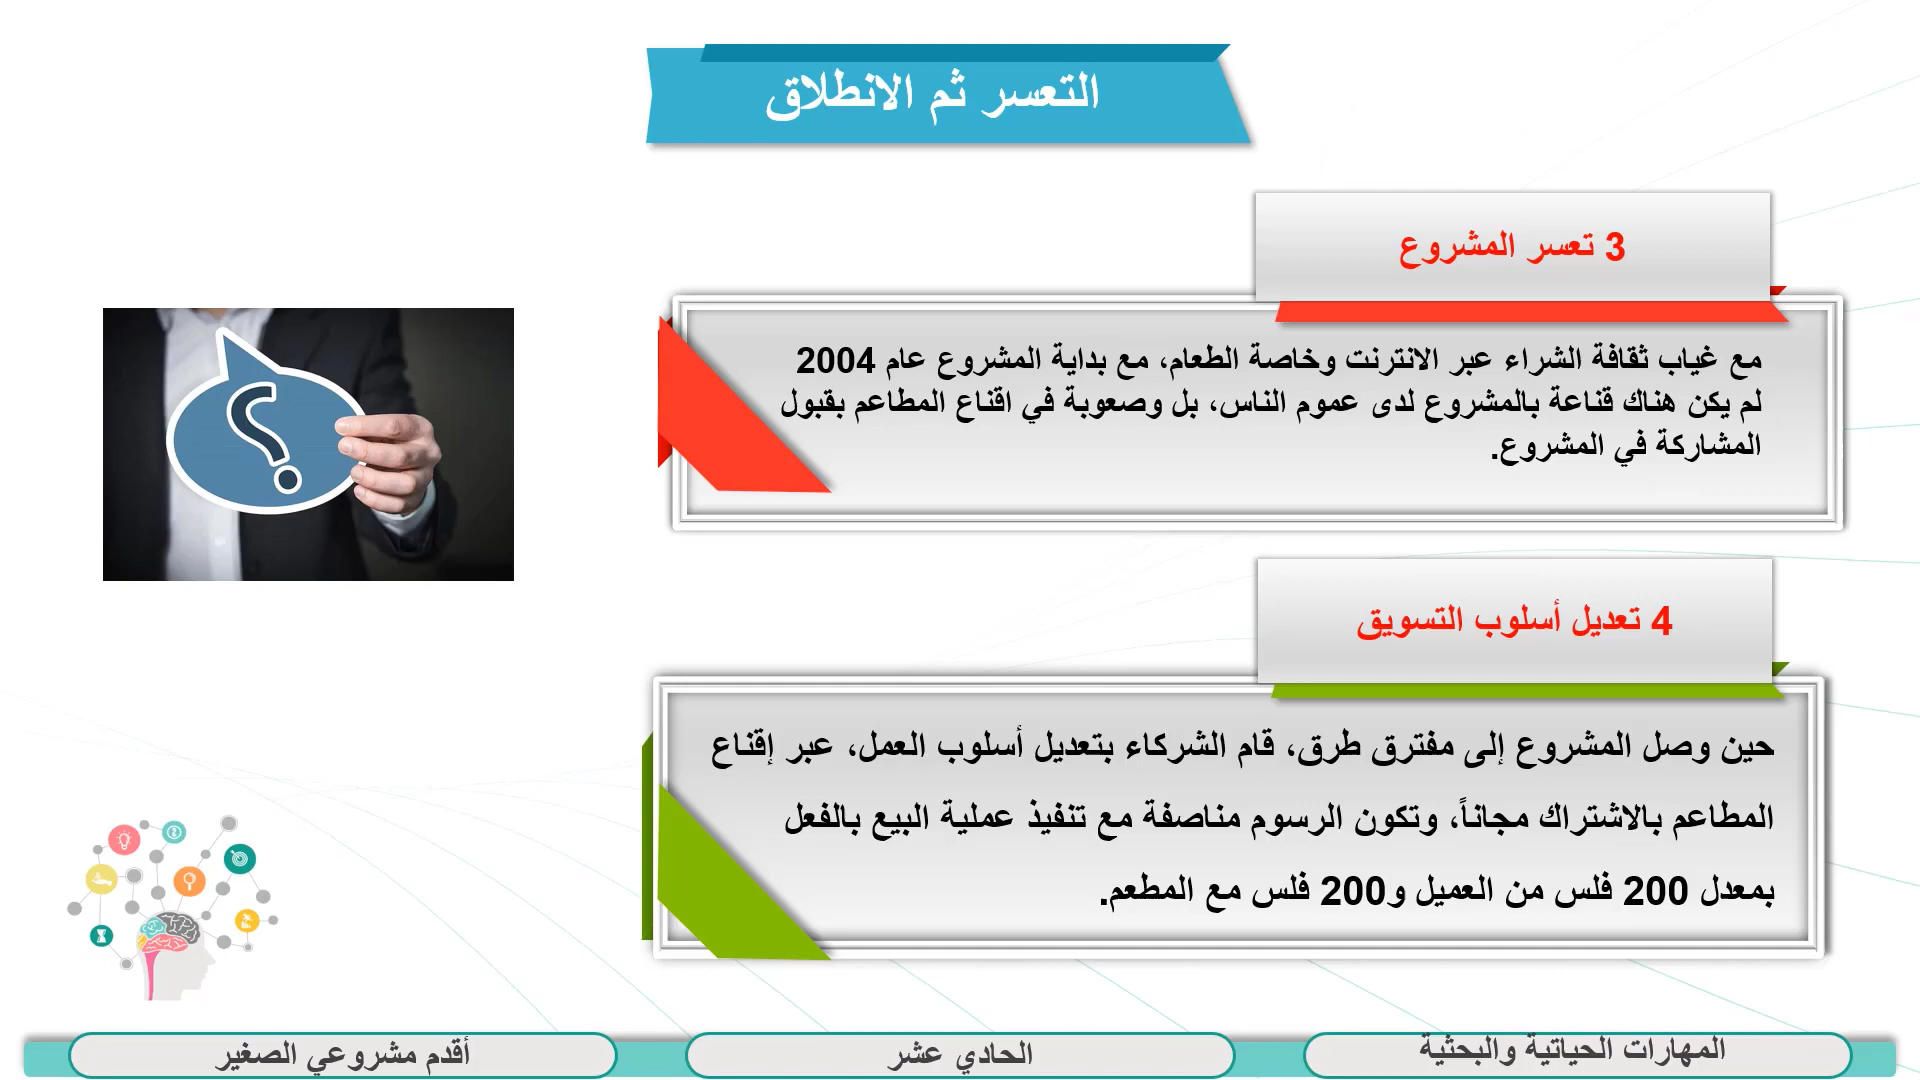 التعسر ثم الانطلاق
3 تعسر المشروع
مع غياب ثقافة الشراء عبر الانترنت وخاصة الطعام، مع بداية المشروع عام 2004
لم يكن هناك قناعة بالمشروع لدى عموم الناس، بل وصعوبة في اقناع المطاعم بقبول
المشاركة في المشروع.
؟
4 تعديل أسلوب التسويق
حين وصل المشروع إلى مفترق طرق، قام الشركاء بتعديل أسلوب العمل، عبر إقناع
المطاعم بالاشتراك مجاناً، وتكون الرسوم مناصفة مع تنفيذ عملية البيع بالفعل
بمعدل 200 فلس من العميل و200 فلس مع المطعم.
المهارات الحياتية والبحثية
الحادي عشر
أقدم مشروعي الصغير